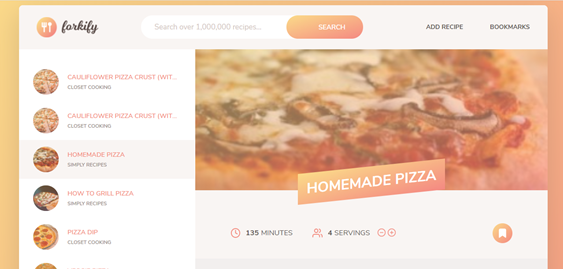 forkify
Search over 1,000,000 recipes...
SEARCH
ADD RECIPE
BOOKMARKS
CAULIFLOWER PIZZA CRUST (WIT...
CLOSET COOKING
CAULIFLOWER PIZZA CRUST (WIT...
CLOSET COOKING
HOMEMADE PIZZA
SIMPLY RECIPES
HOW TO GRILL PIZZA
SIMPLY RECIPES
PIZZA DIP
CLOSET COOKING
HOMEMADE PIZZA
135 MINUTES
4 SERVINGS